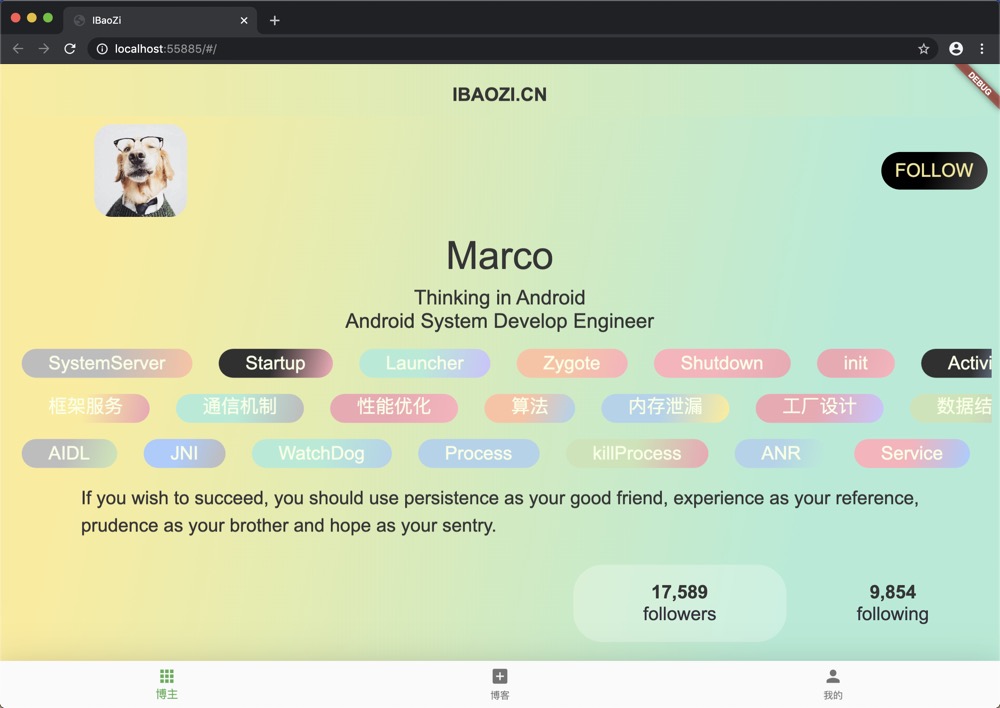 IBaoZi
localhost:55885/#/
DEBUG
IBAOZI.CN
FOLLOW
Marco
Thinking in Android
Android System Develop Engineer
SystemServer Startup Launcher Zygote Shutdown init Activi
框架服务 通信机制 性能优化 算法 内存泄漏 工厂设计 数据结
AIDL JNI WatchDog Process killProcess ANR Service
If you wish to succeed, you should use persistence as your good friend, experience as your reference,
prudence as your brother and hope as your sentry.
17,589 9,854
followers following
博主 博客 我的